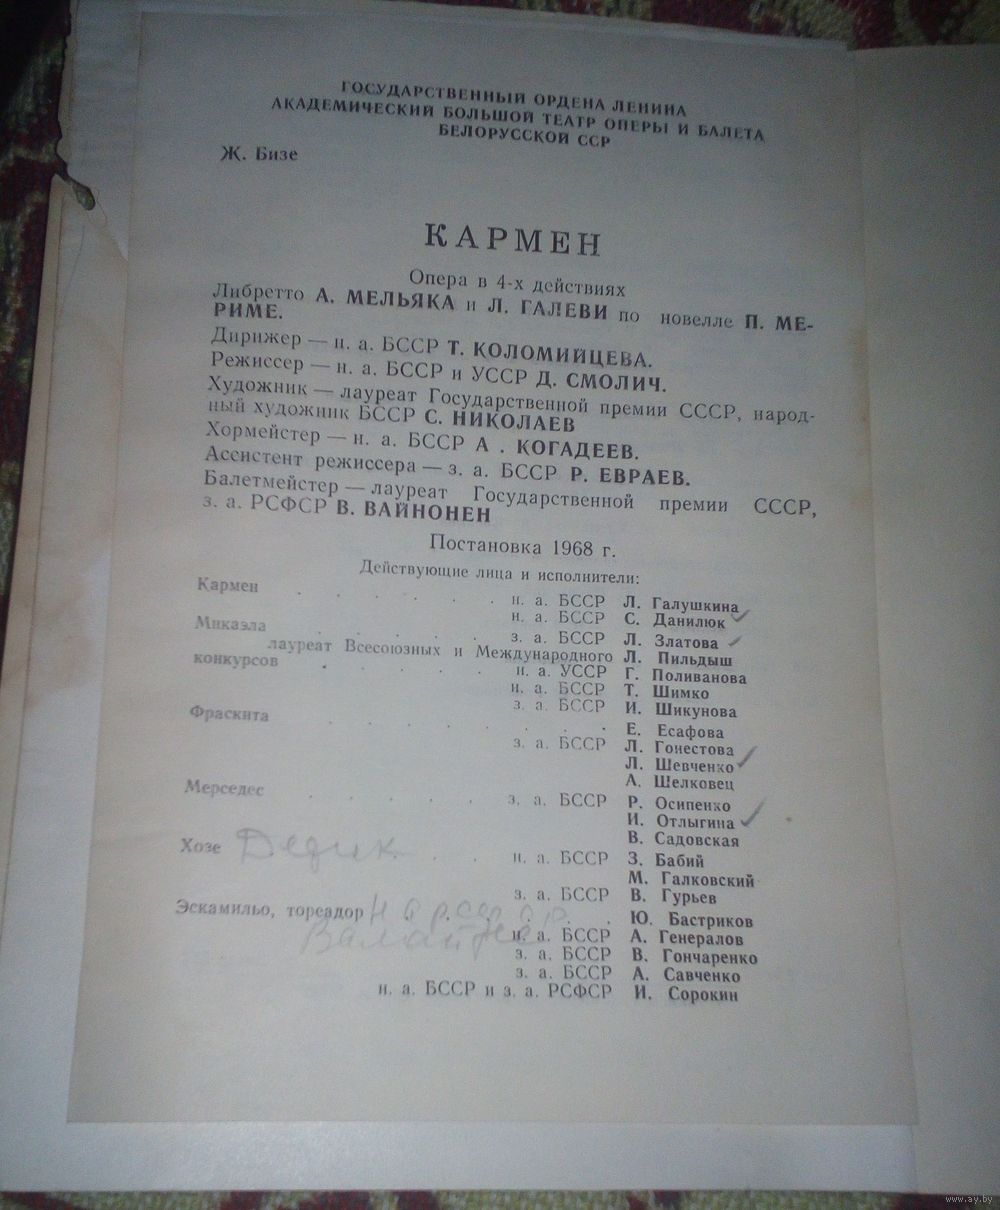 ГОСУДАРСТВЕННЫЙ ОРДЕНА ЛЕНИНА
АКАДЕМИЧЕСКИЙ БОЛЬШОЙ ТЕАТР ОПЕРЫ И БАЛЕТА
БЕЛОРУССКОЙ ССР
Ж. Бизе
КАРМЕН
Опера в 4-х действиях
Либретто А. МЕЛЬЯКА и Л. ГАЛЕВИ по новелле П. МЕ-
РИМЕ.
Дирижер — н. а. БССР Т. КОЛОМИЙЦЕВА.
Режиссер — н. а. БССР и УССР Д. СМОЛИЧ.
Художник — лауреат Государственной премии СССР, народ-
ный художник БССР С. НИКОЛАЕВ
Хормейстер — н. а. БССР А . КОГАДЕЕВ.
Ассистент режиссера — з. а. БССР Р. ЕВРАЕВ.
Балетмейстер — лауреат Государственной премии СССР,
з. а. РСФСР В. ВАЙНОНЕН
Постановка 1968 г.
Действующие лица и исполнители:
Кармен . . . . . н. а. БССР Л. Галушкина
н. а. БССР С. Данилюк
Микаэла . . . . . з. а. БССР Л. Златова
лауреат Всесоюзных и Международного Л. Пильдыш
конкурсов . . . н. а. УССР Г. Поливанова
н. а. БССР Т. Шимко
з. а. БССР И. Шикунова
Фраскита . . . . . . . Е. Есафова
з. а. БССР Л. Гонестова
Л. Шевченко
А. Шелковец
Мерседес . . . . . з. а. БССР Р. Осипенко
И. Отлыгина
В. Садовская
Хозе Дедик . . н. а. БССР З. Бабий
М. Галковский
з. а. БССР В. Гурьев
Эскамильо, тореадор . . . . . . Ю. Бастриков
н. а. БССР А. Генералов
з. а. БССР В. Гончаренко
з. а. БССР А. Савченко
н. а. БССР и з. а. РСФСР И. Сорокин
www.ay.by